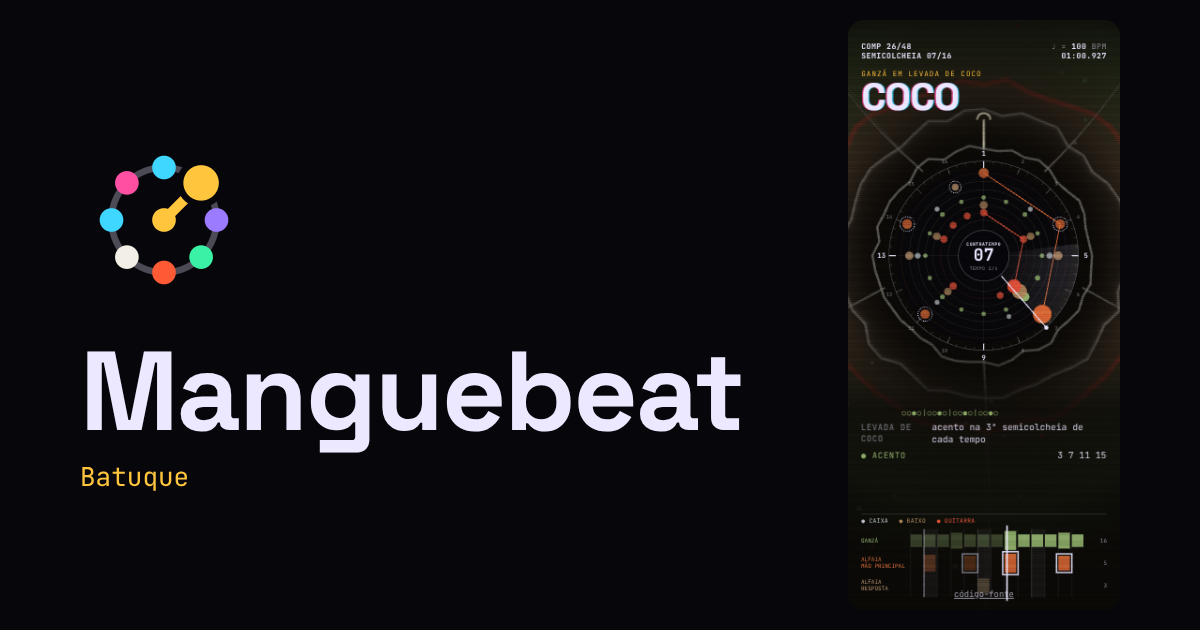 Manguebeat
Batuque
COMP 26/48
SEMICOLCHEIA 07/16
♩ = 100 BPM
01:00.927
GANZÁ EM LEVADA DE COCO
COCO
1
5
9
13
CONTRATEMPO
07
TEMPO 2/4
LEVADA DE COCO
acento na 3ª semicolcheia de
cada tempo
ACENTO
3 7 11 15
CAIXA
BAIXO
GUITARRA
GANZÁ
16
ALFAIA
MÃO PRINCIPAL
5
ALFAIA
RESPOSTA
3
código-fonte